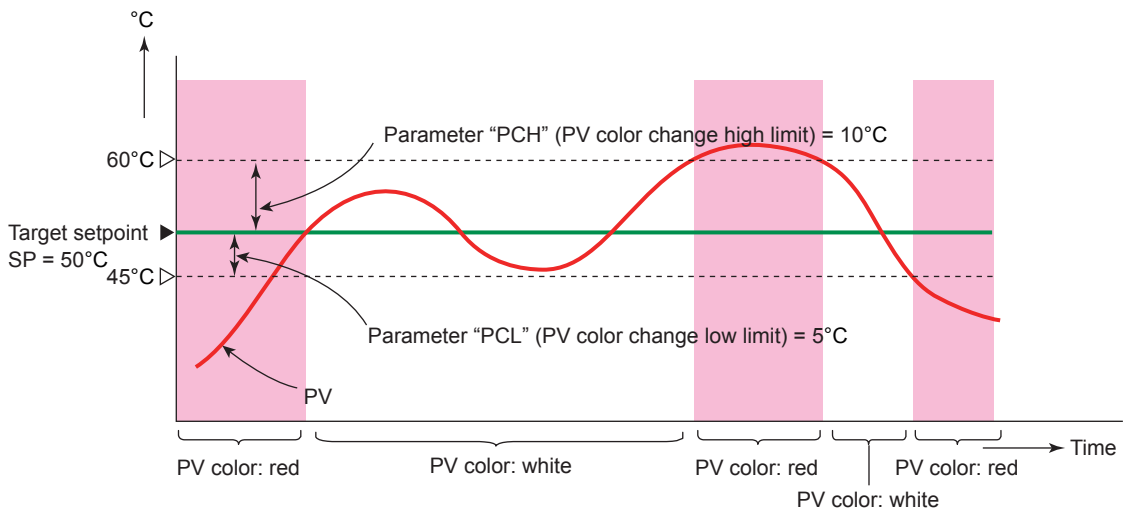 °C
Parameter “PCH” (PV color change high limit) = 10°C
60°C
Target setpoint
SP = 50°C
45°C
Parameter “PCL” (PV color change low limit) = 5°C
PV
Time
PV color: red
PV color: white
PV color: red
PV color: red
PV color: white